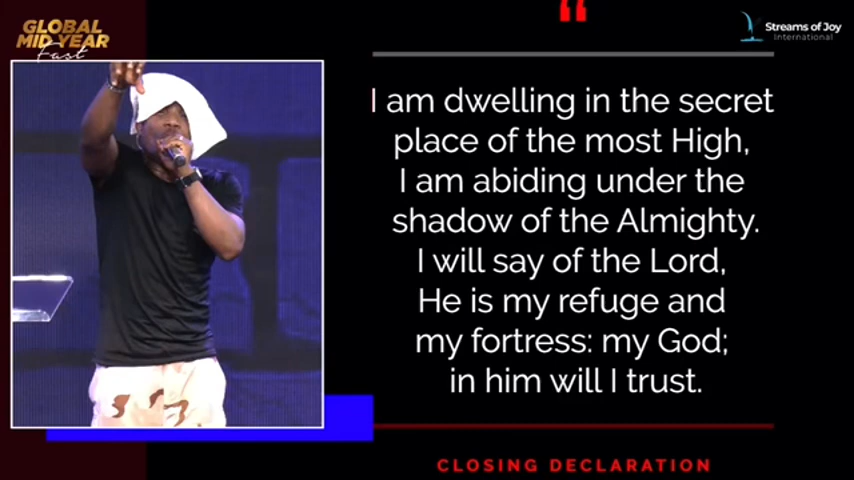 GLOBAL
MID YEAR
Fast
Streams of Joy
International
I am dwelling in the secret
place of the most High,
I am abiding under the
shadow of the Almighty.
I will say of the Lord,
He is my refuge and
my fortress: my God;
in him will I trust.
CLOSING DECLARATION